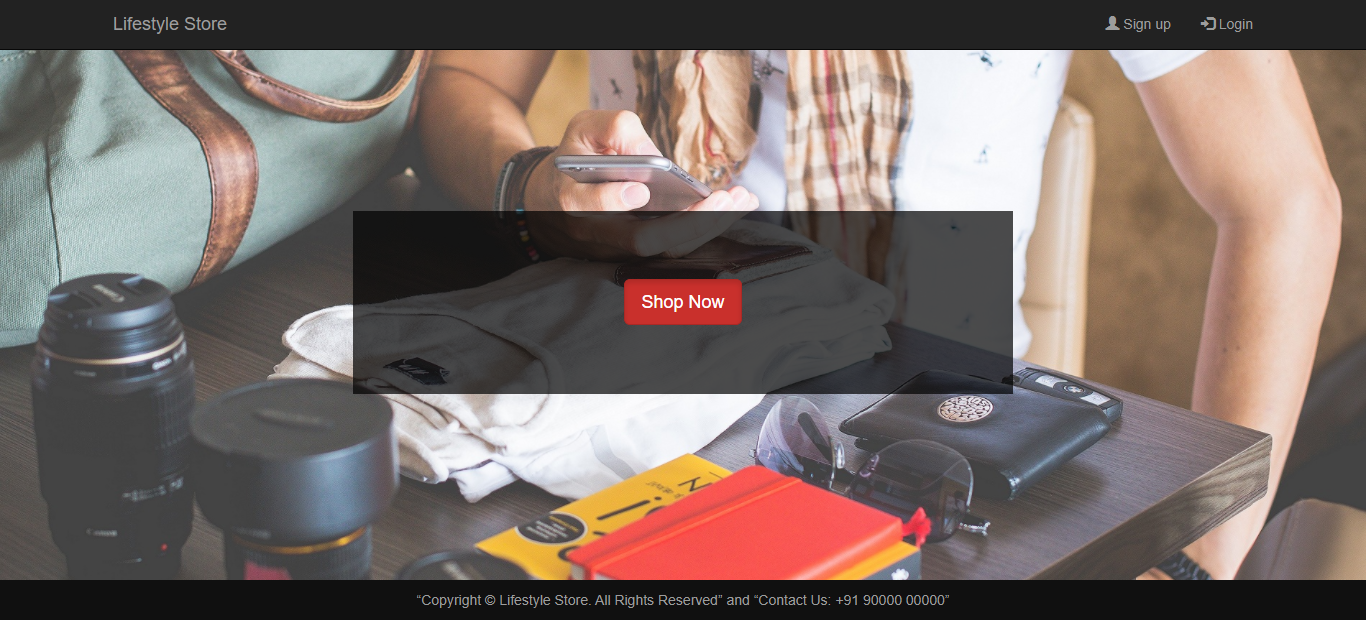 Lifestyle Store
Sign up
Login
Shop Now
“Copyright © Lifestyle Store. All Rights Reserved” and “Contact Us: +91 90000 00000”
Canon